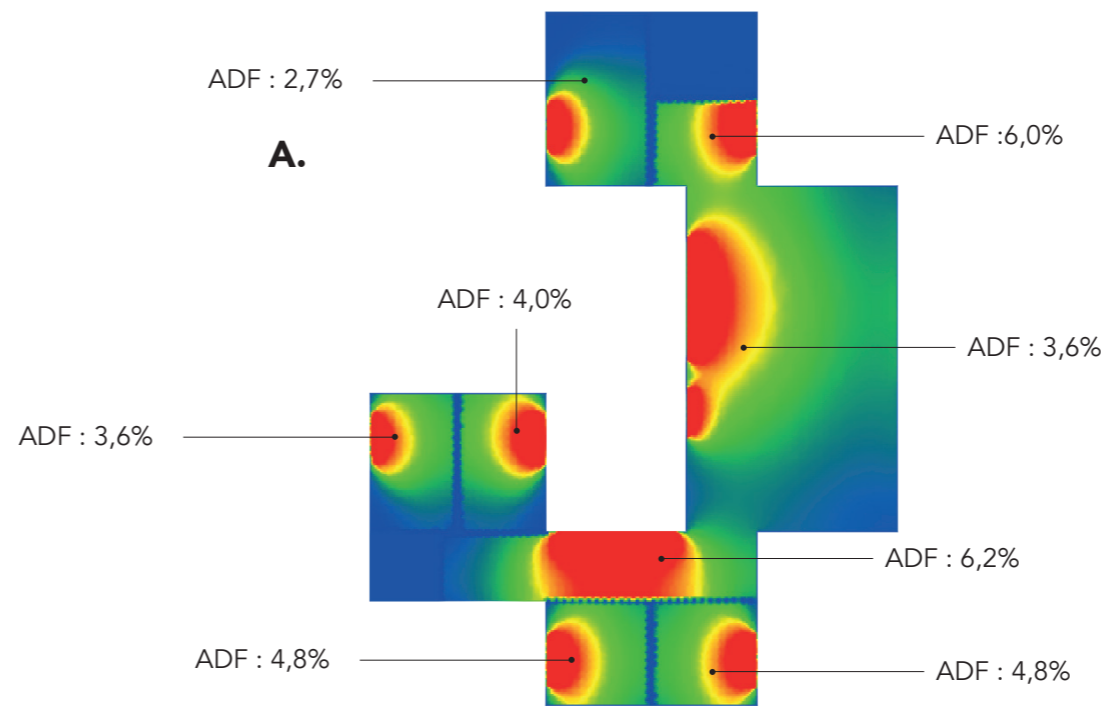 ADF : 2,7%
A.
ADF :6,0%
ADF : 4,0%
ADF : 3,6%
ADF : 3,6%
ADF : 6,2%
ADF : 4,8%
ADF : 4,8%